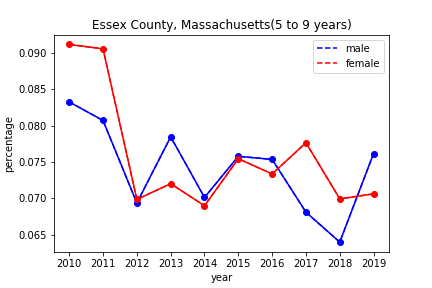 Essex County, Massachusetts(5 to 9 years)
male
female
0.090
0.085
0.080
0.075
0.070
0.065
percentage
2010 2011 2012 2013 2014 2015 2016 2017 2018 2019
year